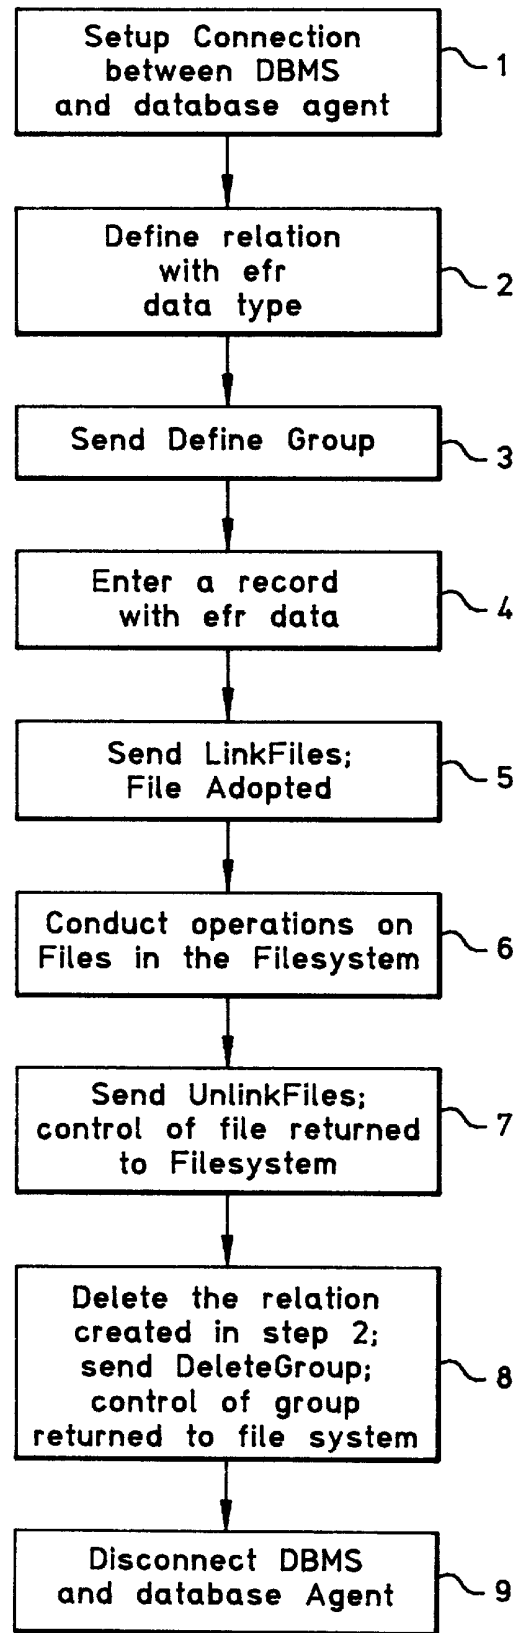 Setup Connection
between DBMS
and database agent
1
Define relation
with efr
data type
2
Send Define Group
3
Enter a record
with efr data
4
Send LinkFiles;
File Adopted
5
Conduct operations on
Files in the Filesystem
6
Send UnlinkFiles;
control of file returned
to Filesystem
7
Delete the relation
created in step 2;
send DeleteGroup;
control of group
returned to file system
8
Disconnect DBMS
and database Agent
9